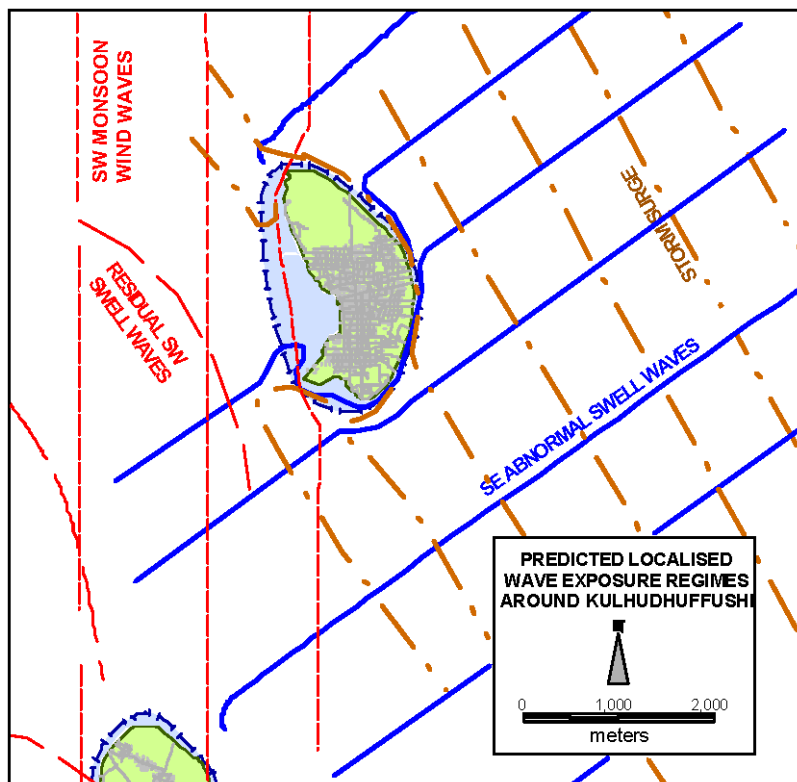 SW MONSOON
WIND WAVES
RESIDUAL SW
SWELL WAVES
STORM SURGE
SE ABNORMAL SWELL WAVES
PREDICTED LOCALISED
WAVE EXPOSURE REGIMES
AROUND KULHUDHUFFUSHI
0 1,000 2,000
meters